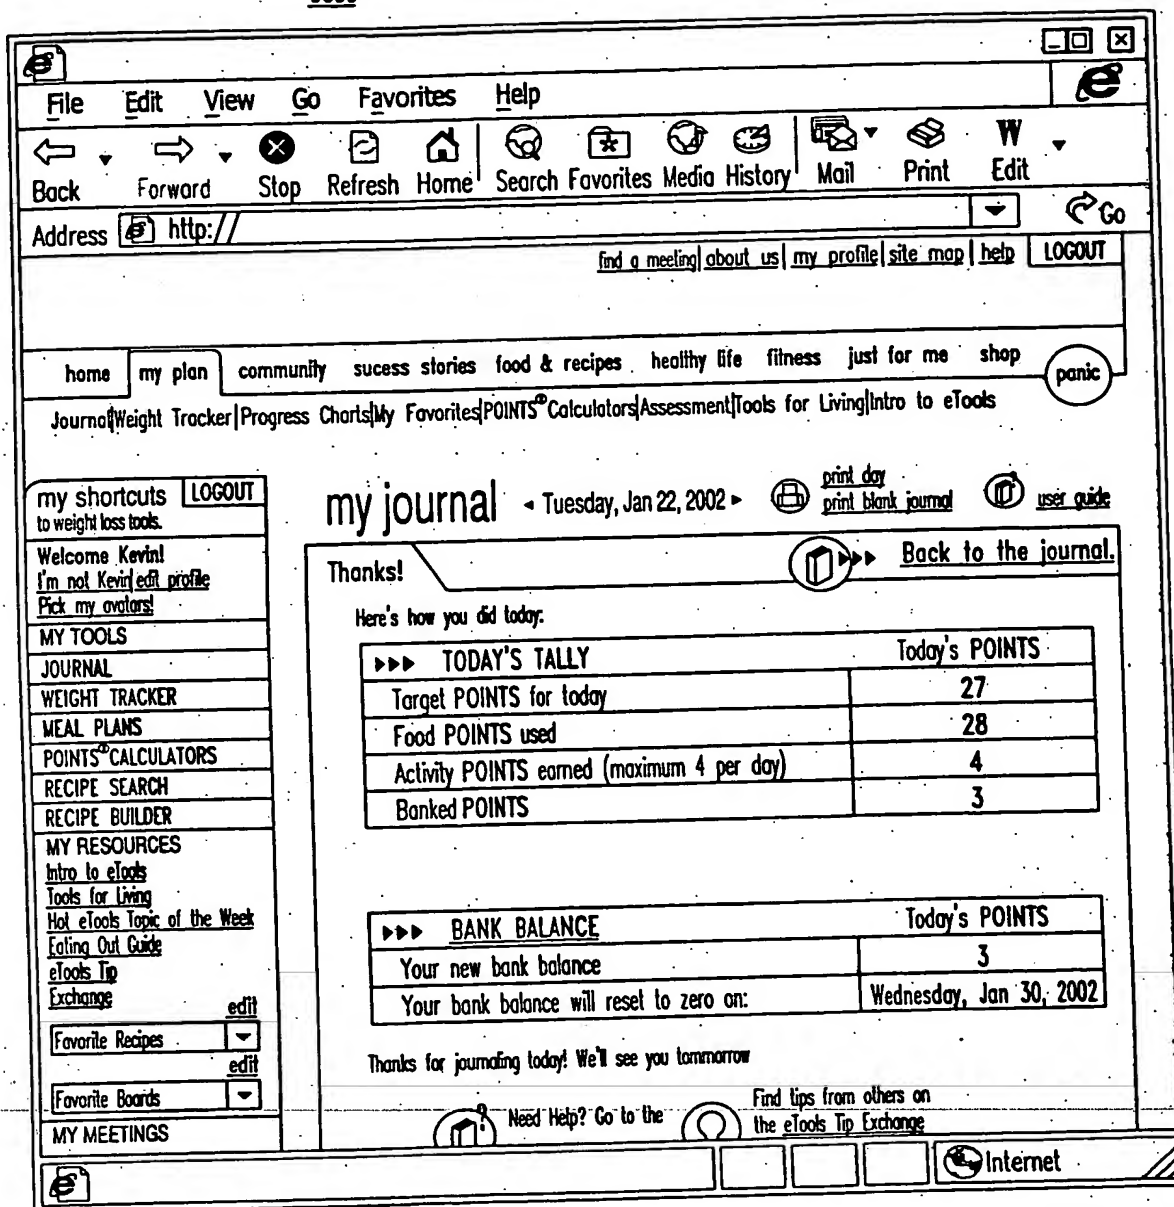 File Edit View Go Favorites Help
Back Forward Stop Refresh Home Search Favorites Media History Mail Print Edit
Address http:// Go
find a meeting| about us| my profile| site map | help LOGOUT
home my plan community sucess stories food & recipes healthy life fitness just for me shop panic
Journal|Weight Tracker|Progress Charts|My Favorites|POINTS® Calculators|Assessment|Tools for Living|Intro to eTools
my shortcuts LOGOUT
to weight loss tools.
Welcome Kevin!
I'm not Kevin|edit profile
Pick my avatars!
MY TOOLS
JOURNAL
WEIGHT TRACKER
MEAL PLANS
POINTS® CALCULATORS
RECIPE SEARCH
RECIPE BUILDER
MY RESOURCES
Intro to eTools
Tools for Living
Hot eTools Topic of the Week
Eating Out Guide
eTools Tip
Exchange
edit
Favorite Recipes
edit
Favorite Boards
MY MEETINGS
my journal ◂ Tuesday, Jan 22, 2002 ▸
print day
print blank journal
user guide
Thanks!
▸▸▸ Back to the journal.
Here's how you did today:
▸▸▸ TODAY'S TALLY Today's POINTS
Target POINTS for today 27
Food POINTS used 28
Activity POINTS earned (maximum 4 per day) 4
Banked POINTS 3
▸▸▸ BANK BALANCE Today's POINTS
Your new bank balance 3
Your bank balance will reset to zero on: Wednesday, Jan 30, 2002
Thanks for journaling today! We'll see you tommorrow
Need Help? Go to the
Find tips from others on
the eTools Tip Exchange
Internet